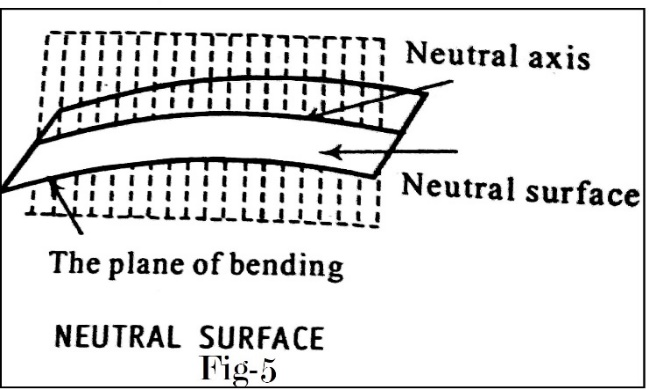 Neutral axis
Neutral surface
The plane of bending
NEUTRAL SURFACE
Fig-5